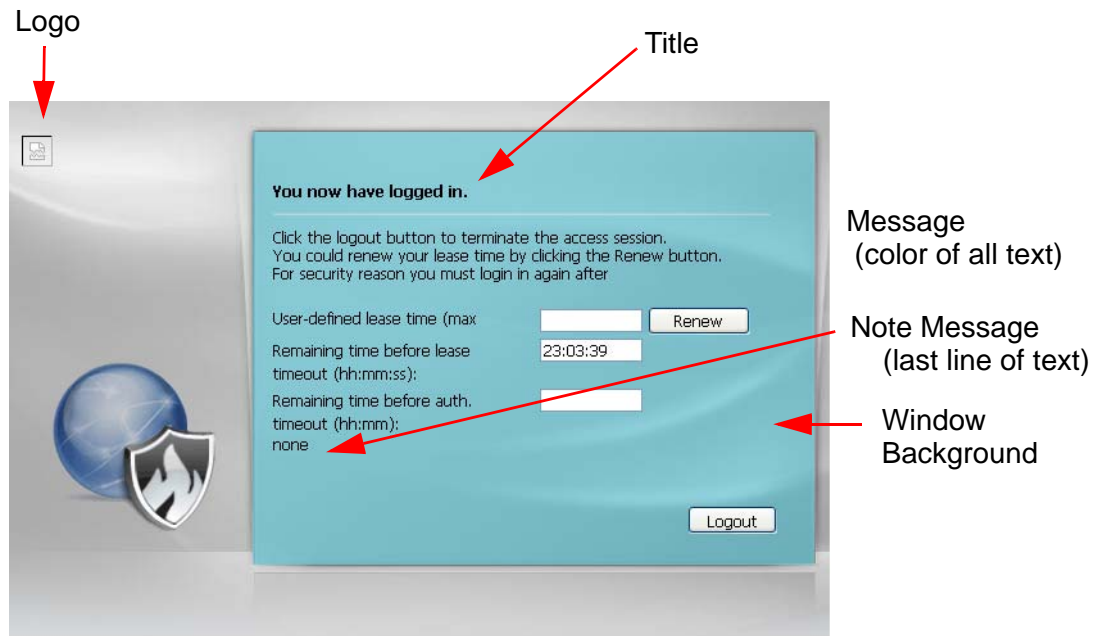 Logo
Title
You now have logged in.
Click the logout button to terminate the access session.
You could renew your lease time by clicking the Renew button.
For security reason you must login in again after
User-defined lease time (max
Renew
Remaining time before lease
timeout (hh:mm:ss):
23:03:39
Remaining time before auth.
timeout (hh:mm):
none
Logout
Message
(color of all text)
Note Message
(last line of text)
Window
Background